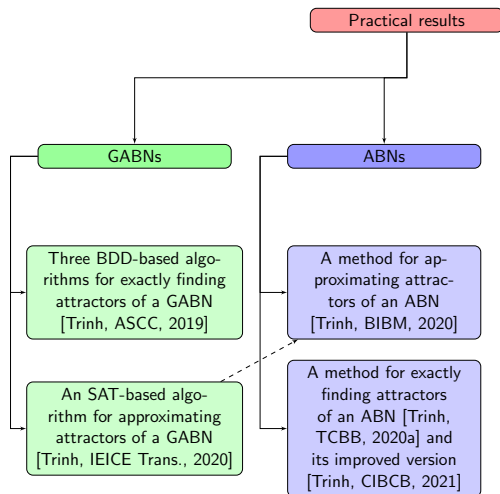 Practical results
GABNs
ABNs
Three BDD-based algo-
rithms for exactly finding
attractors of a GABN
[Trinh, ASCC, 2019]
A method for ap-
proximating attrac-
tors of an ABN
[Trinh, BIBM, 2020]
An SAT-based algo-
rithm for approximating
attractors of a GABN
[Trinh, IEICE Trans., 2020]
A method for exactly
finding attractors
of an ABN [Trinh,
TCBB, 2020a] and
its improved version
[Trinh, CIBCB, 2021]